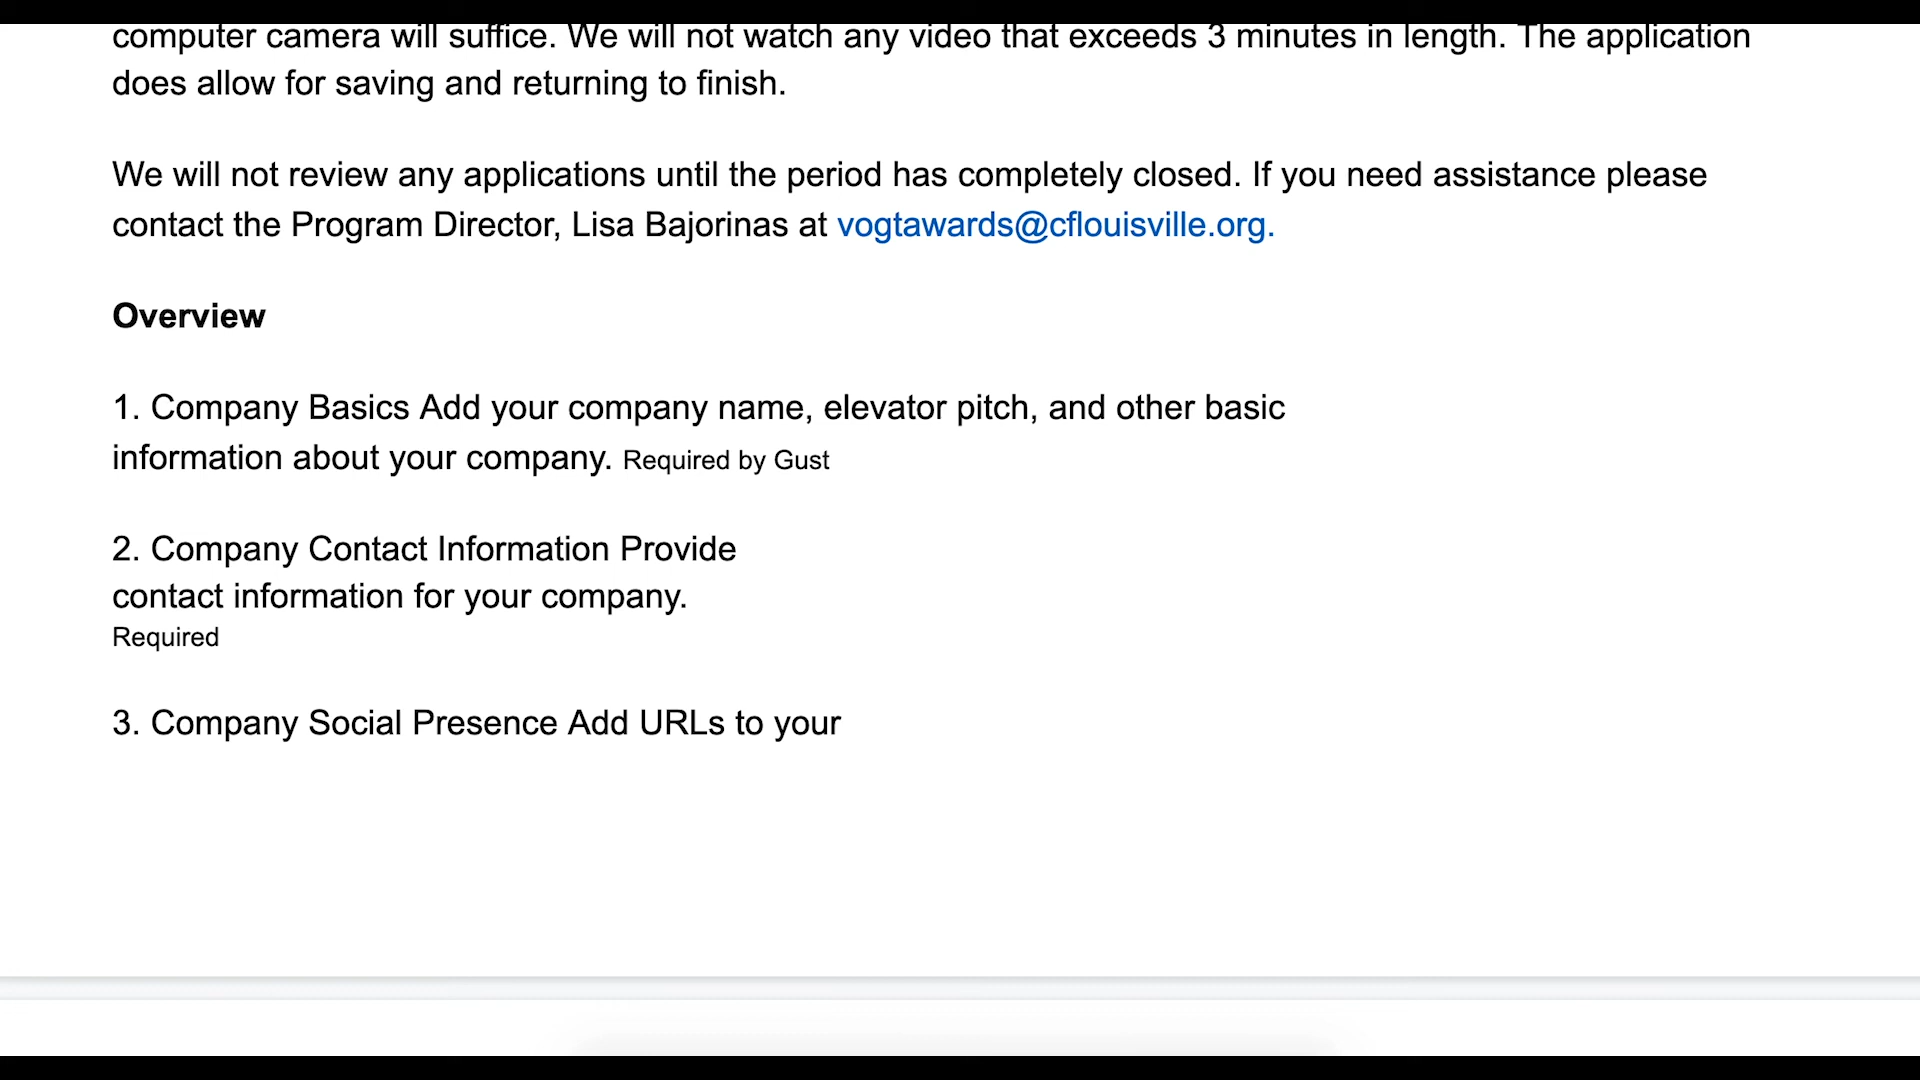 computer camera will suffice. We will not watch any video that exceeds 3 minutes in length. The application
does allow for saving and returning to finish.
We will not review any applications until the period has completely closed. If you need assistance please
contact the Program Director, Lisa Bajorinas at vogtawards@cflouisville.org.
Overview
1. Company Basics Add your company name, elevator pitch, and other basic
information about your company. Required by Gust
2. Company Contact Information Provide
contact information for your company.
Required
3. Company Social Presence Add URLs to your